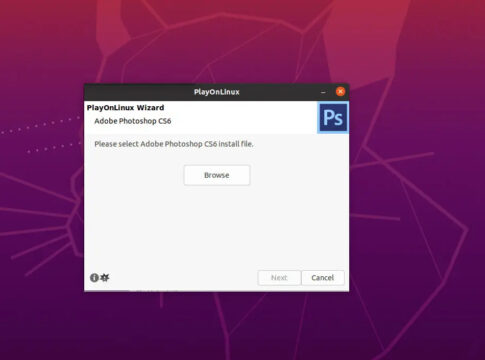 PlayOnLinux
PlayOnLinux Wizard
Adobe Photoshop CS6
Ps
Please select Adobe Photoshop CS6 install file.
Browse
Next
Cancel